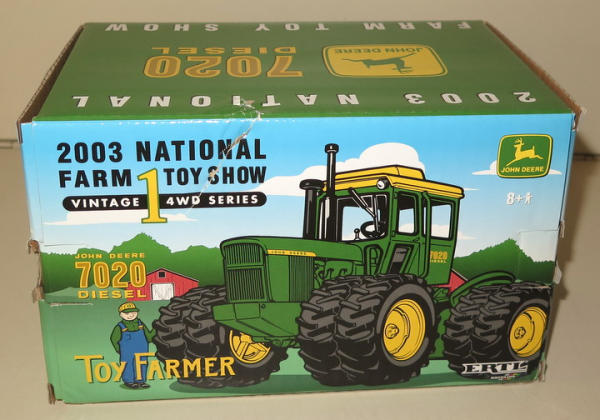 FARM TOY SHOW
JOHN DEERE
7020
DIESEL
2003 NATIONAL
2003 NATIONAL
FARM 1 TOY SHOW
VINTAGE 4WD SERIES
JOHN DEERE
8+
JOHN DEERE
7020
DIESEL
JOHN DEERE
7020
DIESEL
TOY FARMER
ERTL